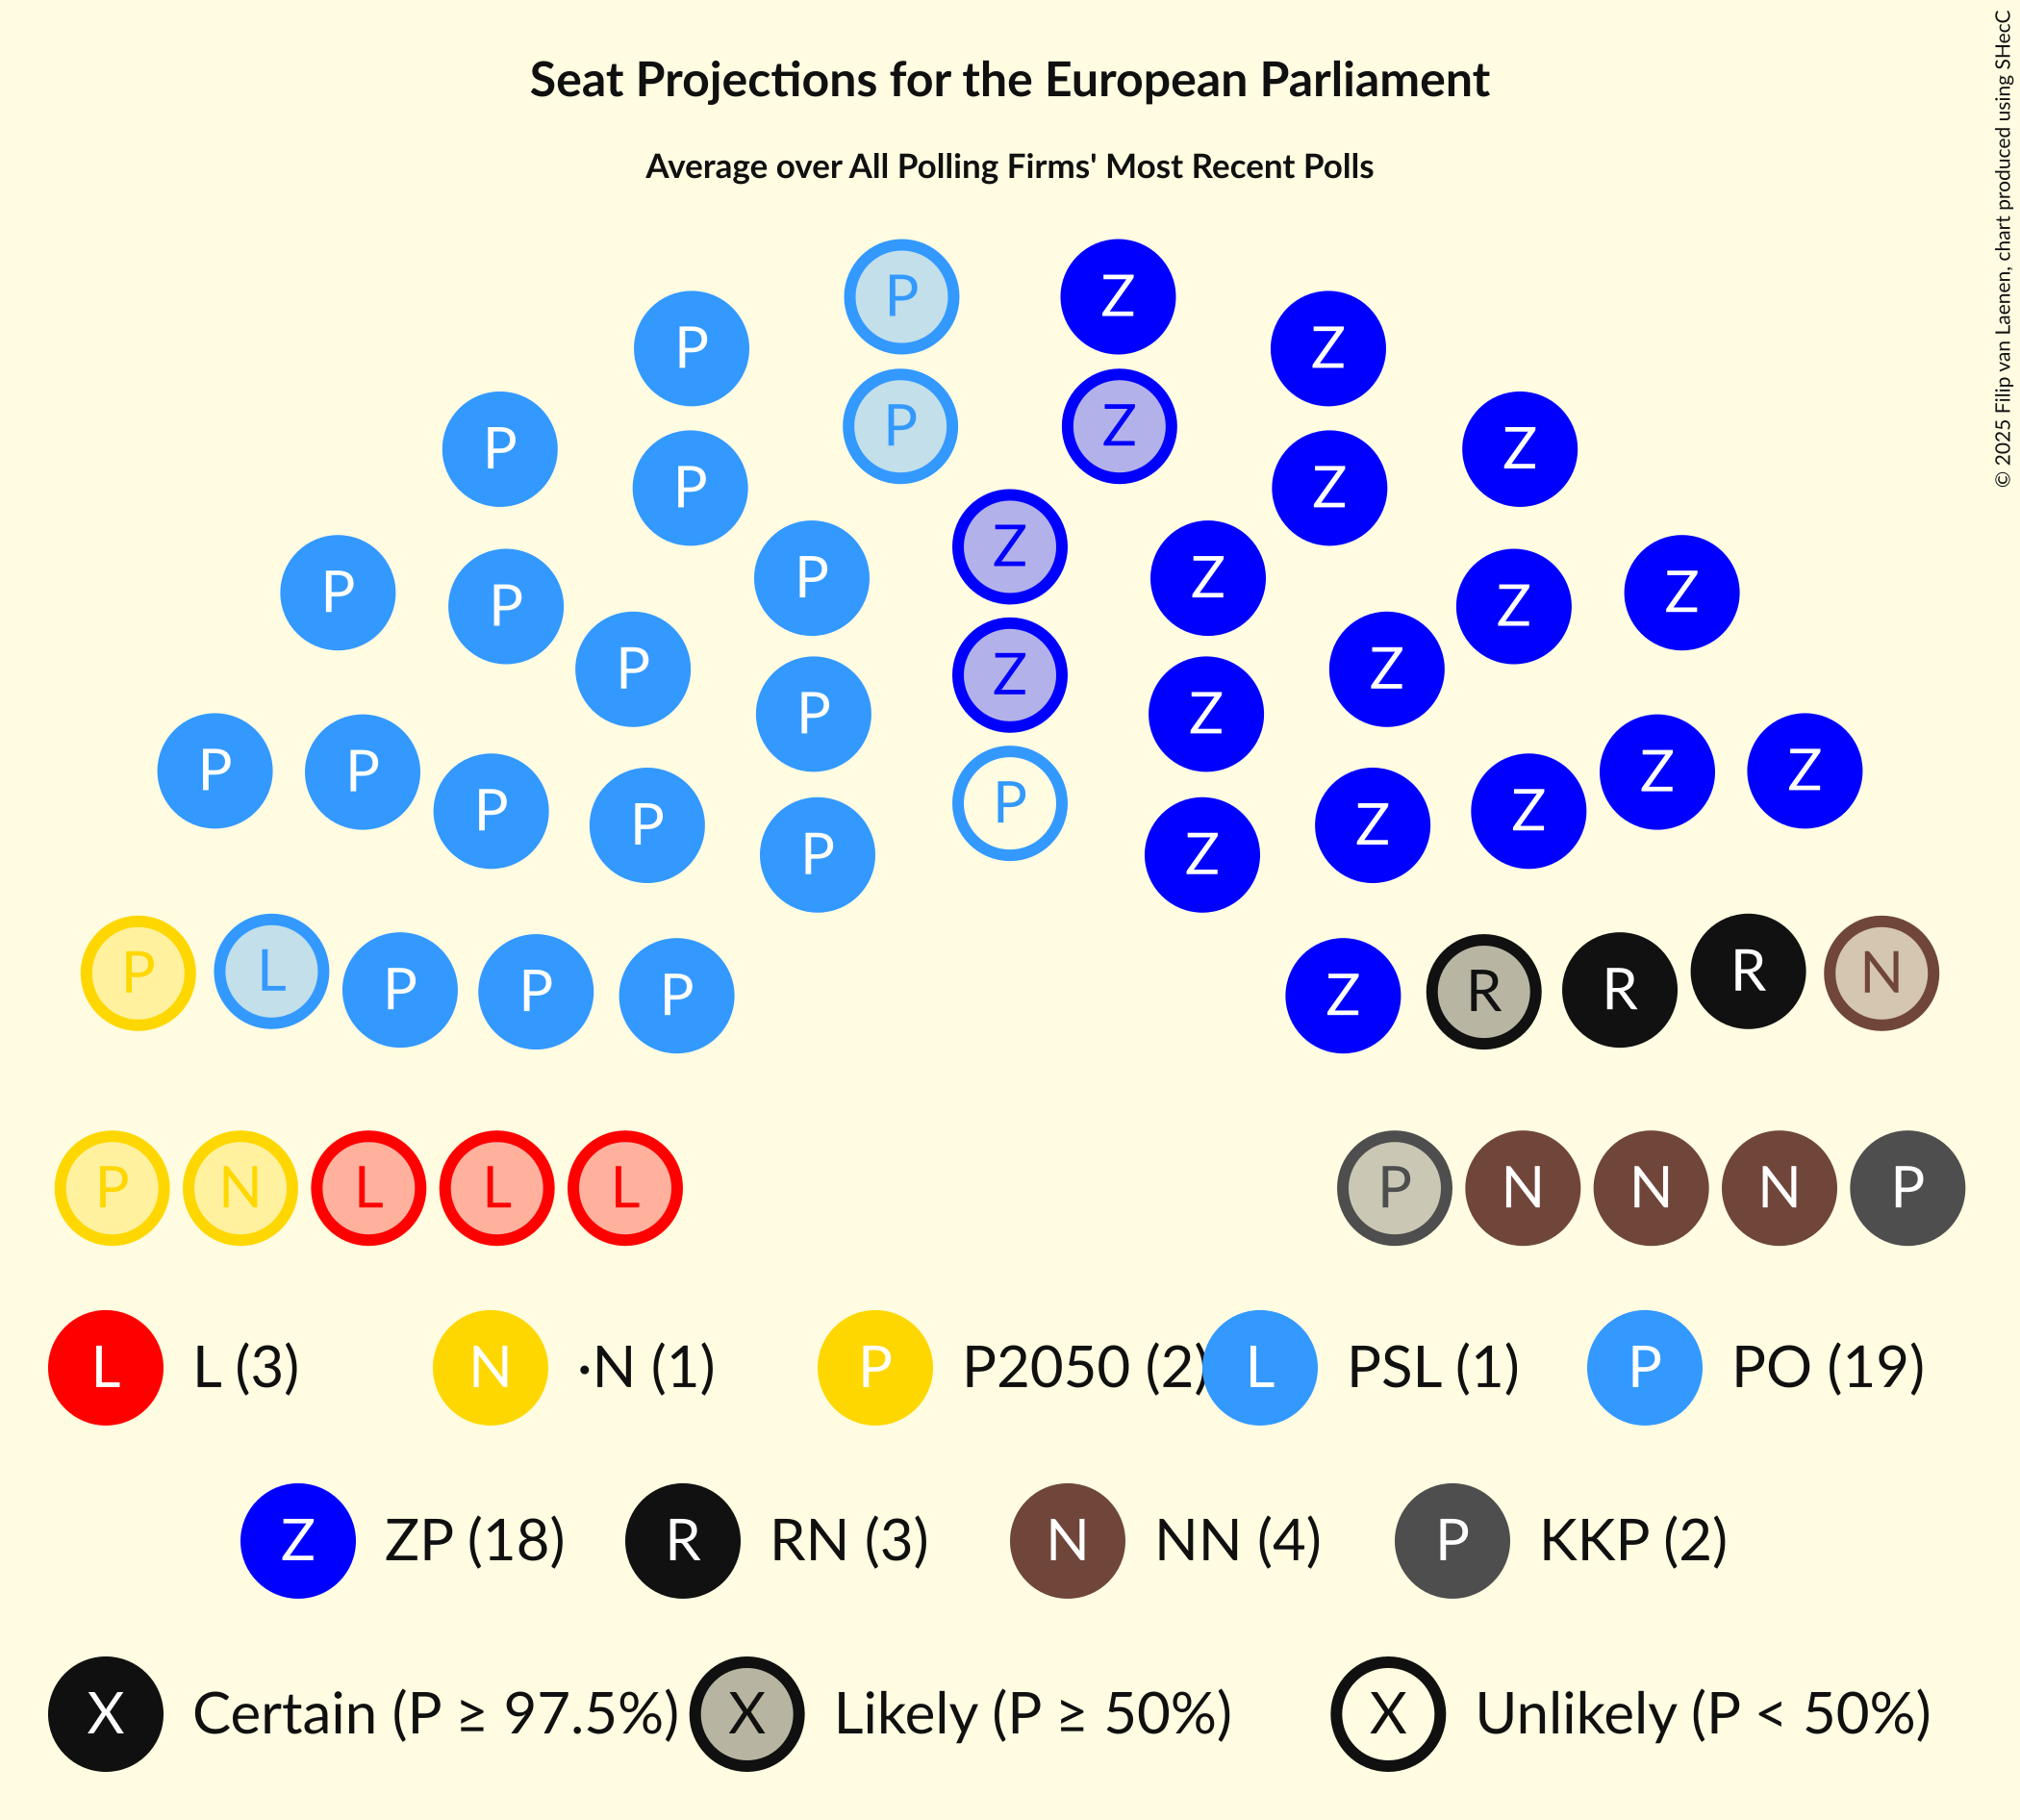 Seat Projections for the European Parliament
Average over All Polling Firms' Most Recent Polls
© 2025 Filip van Laenen, chart produced using SHecC
P Z
P Z
P Z
P Z
P Z
P Z
Z
P Z
P Z
P Z
P Z
Z
P Z
P Z
P Z
P
P Z
P Z
P Z
P L P P P Z R R R N
P N L L L P N N N P
L L (3) N ·N (1) P P2050 (2) L PSL (1) P PO (19)
Z ZP (18) R RN (3) N NN (4) P KKP (2)
X Certain (P ≥ 97.5%) X Likely (P ≥ 50%) X Unlikely (P < 50%)